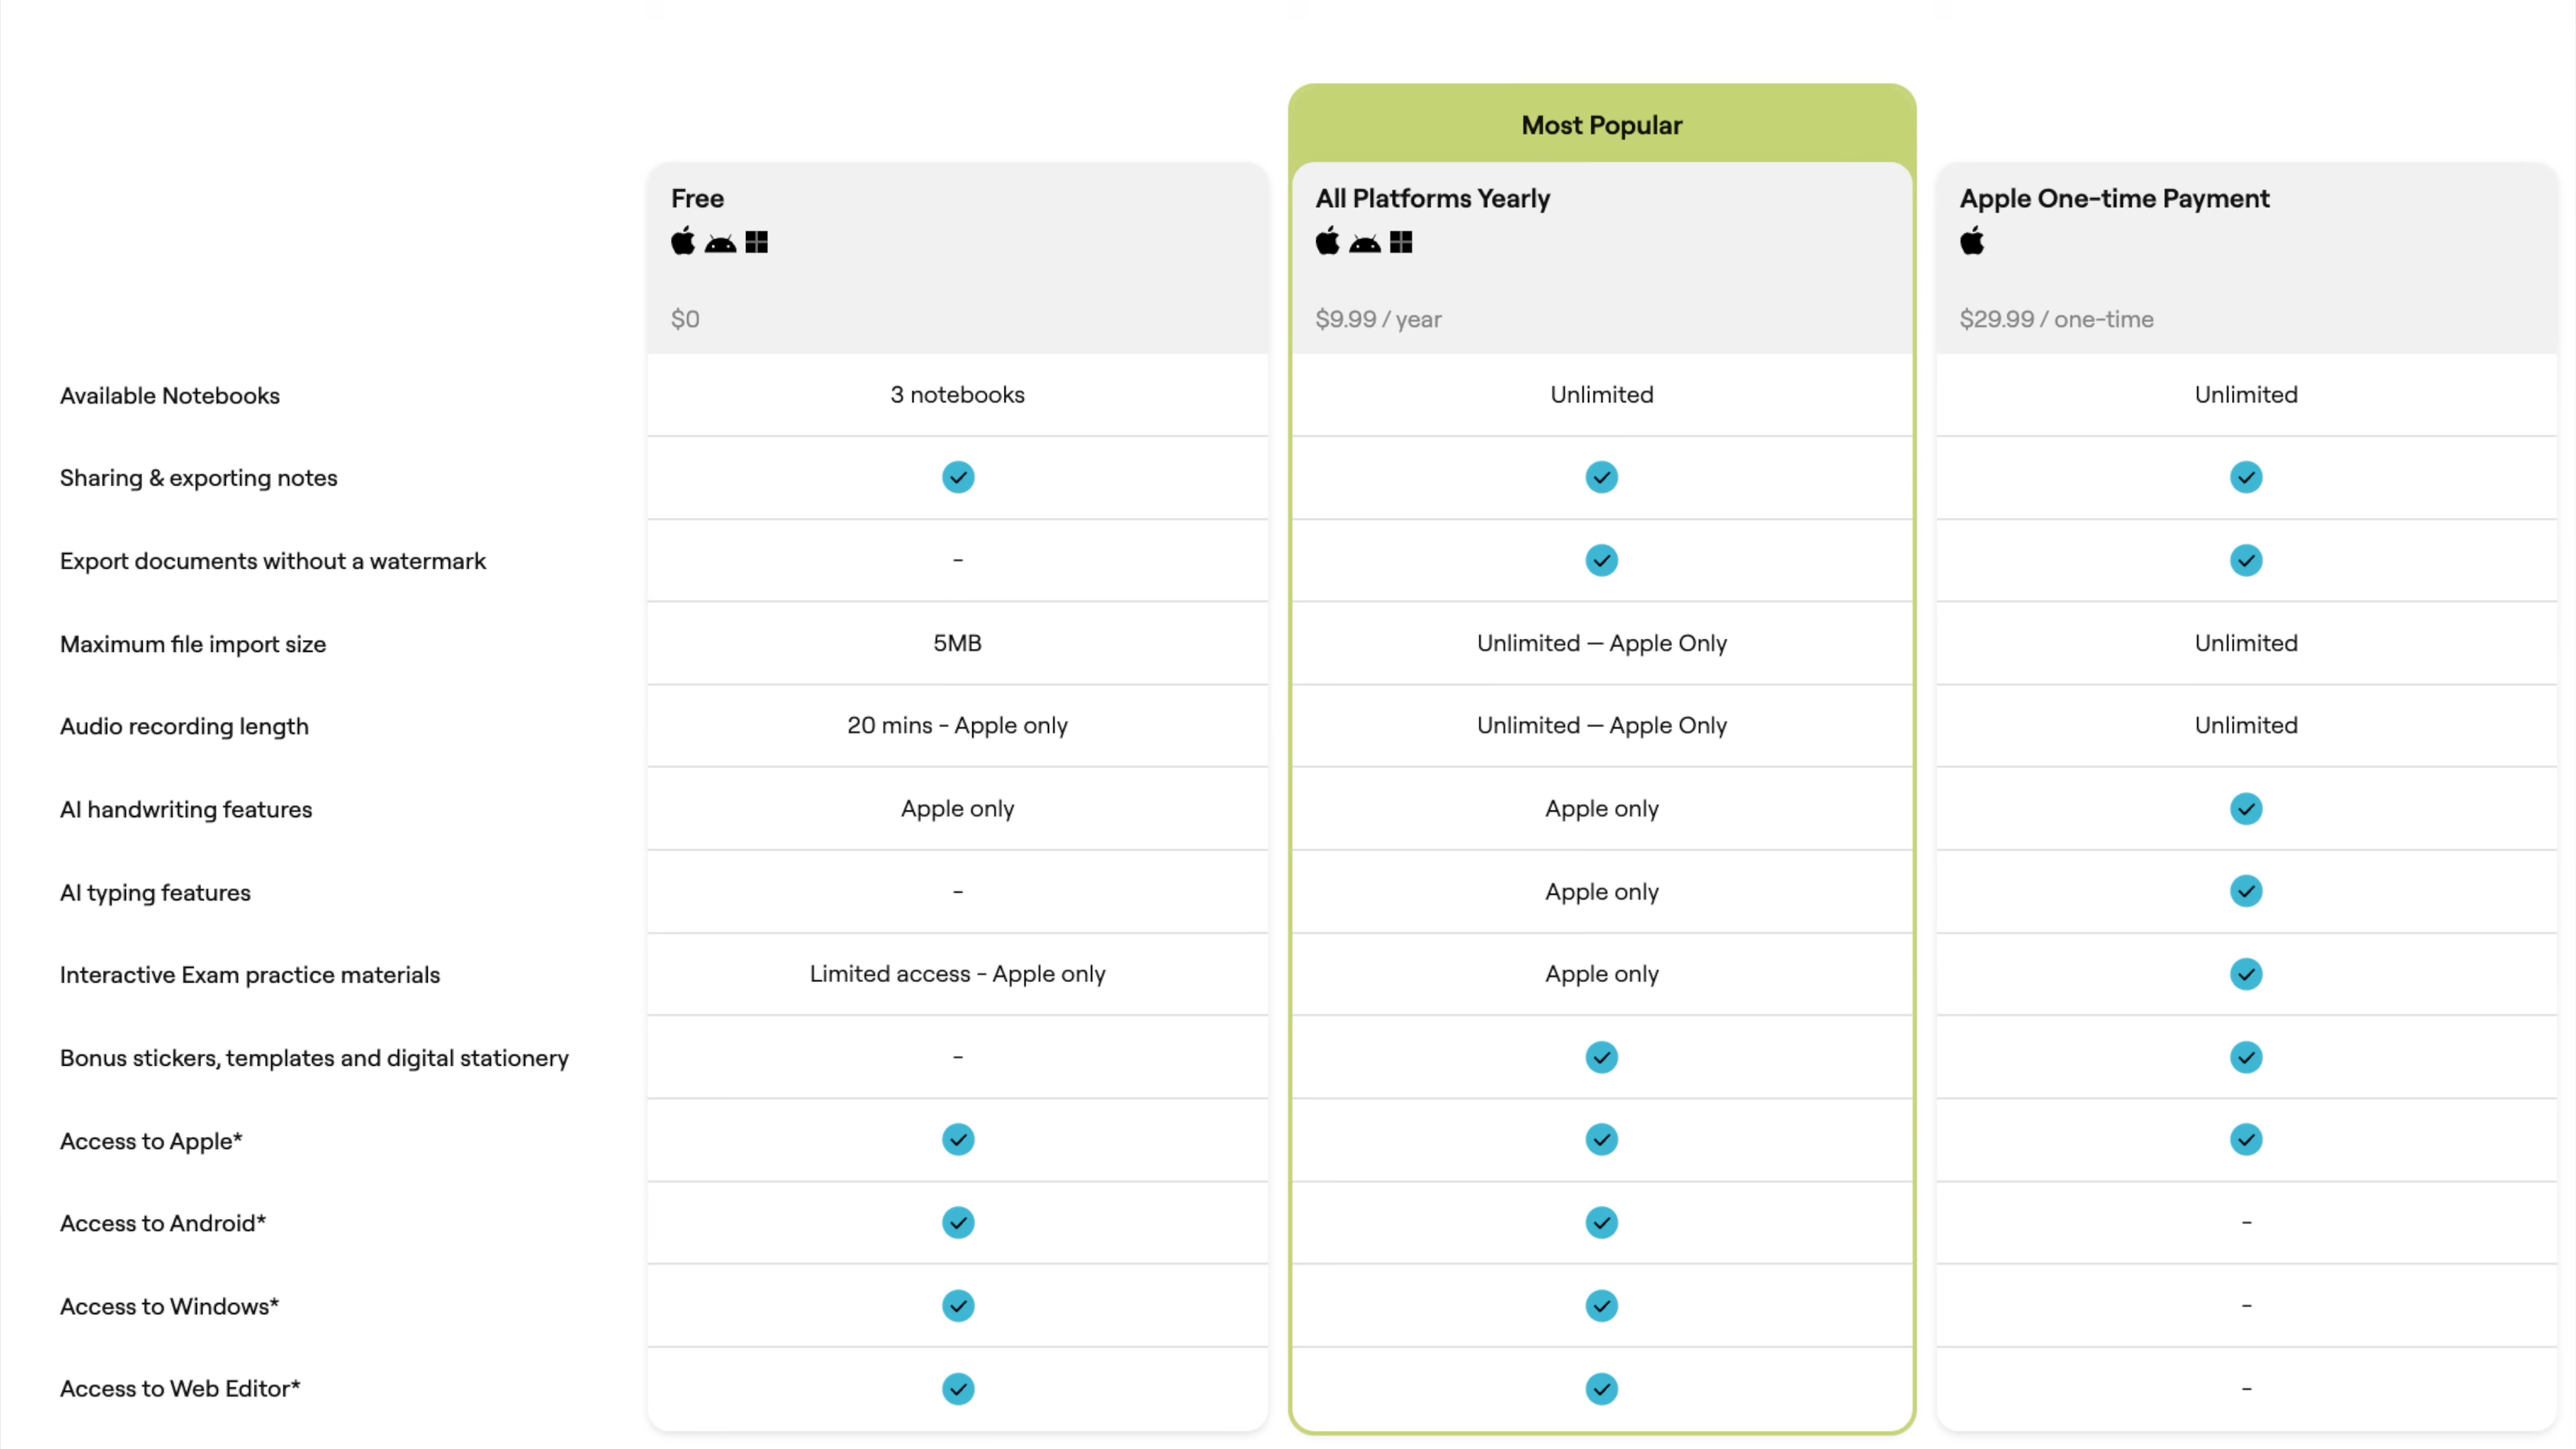 Most Popular
Free
All Platforms Yearly
Apple One-time Payment
$0
$9.99 / year
$29.99 / one-time
Available Notebooks
3 notebooks
Unlimited
Unlimited
Sharing & exporting notes
Export documents without a watermark
-
Maximum file import size
5MB
Unlimited — Apple Only
Unlimited
Audio recording length
20 mins - Apple only
Unlimited — Apple Only
Unlimited
AI handwriting features
Apple only
Apple only
AI typing features
-
Apple only
Interactive Exam practice materials
Limited access - Apple only
Apple only
Bonus stickers, templates and digital stationery
-
Access to Apple*
Access to Android*
-
Access to Windows*
-
Access to Web Editor*
-